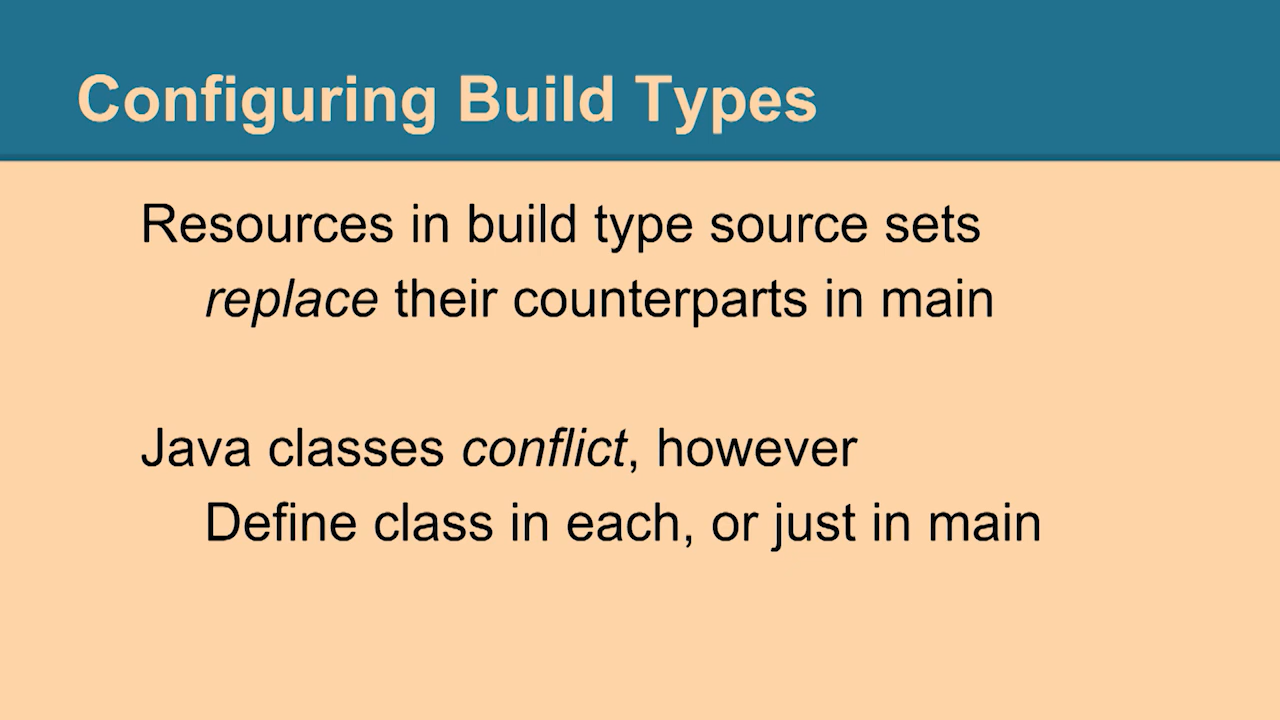 Configuring Build Types
Resources in build type source sets
replace their counterparts in main
Java classes conflict, however
Define class in each, or just in main